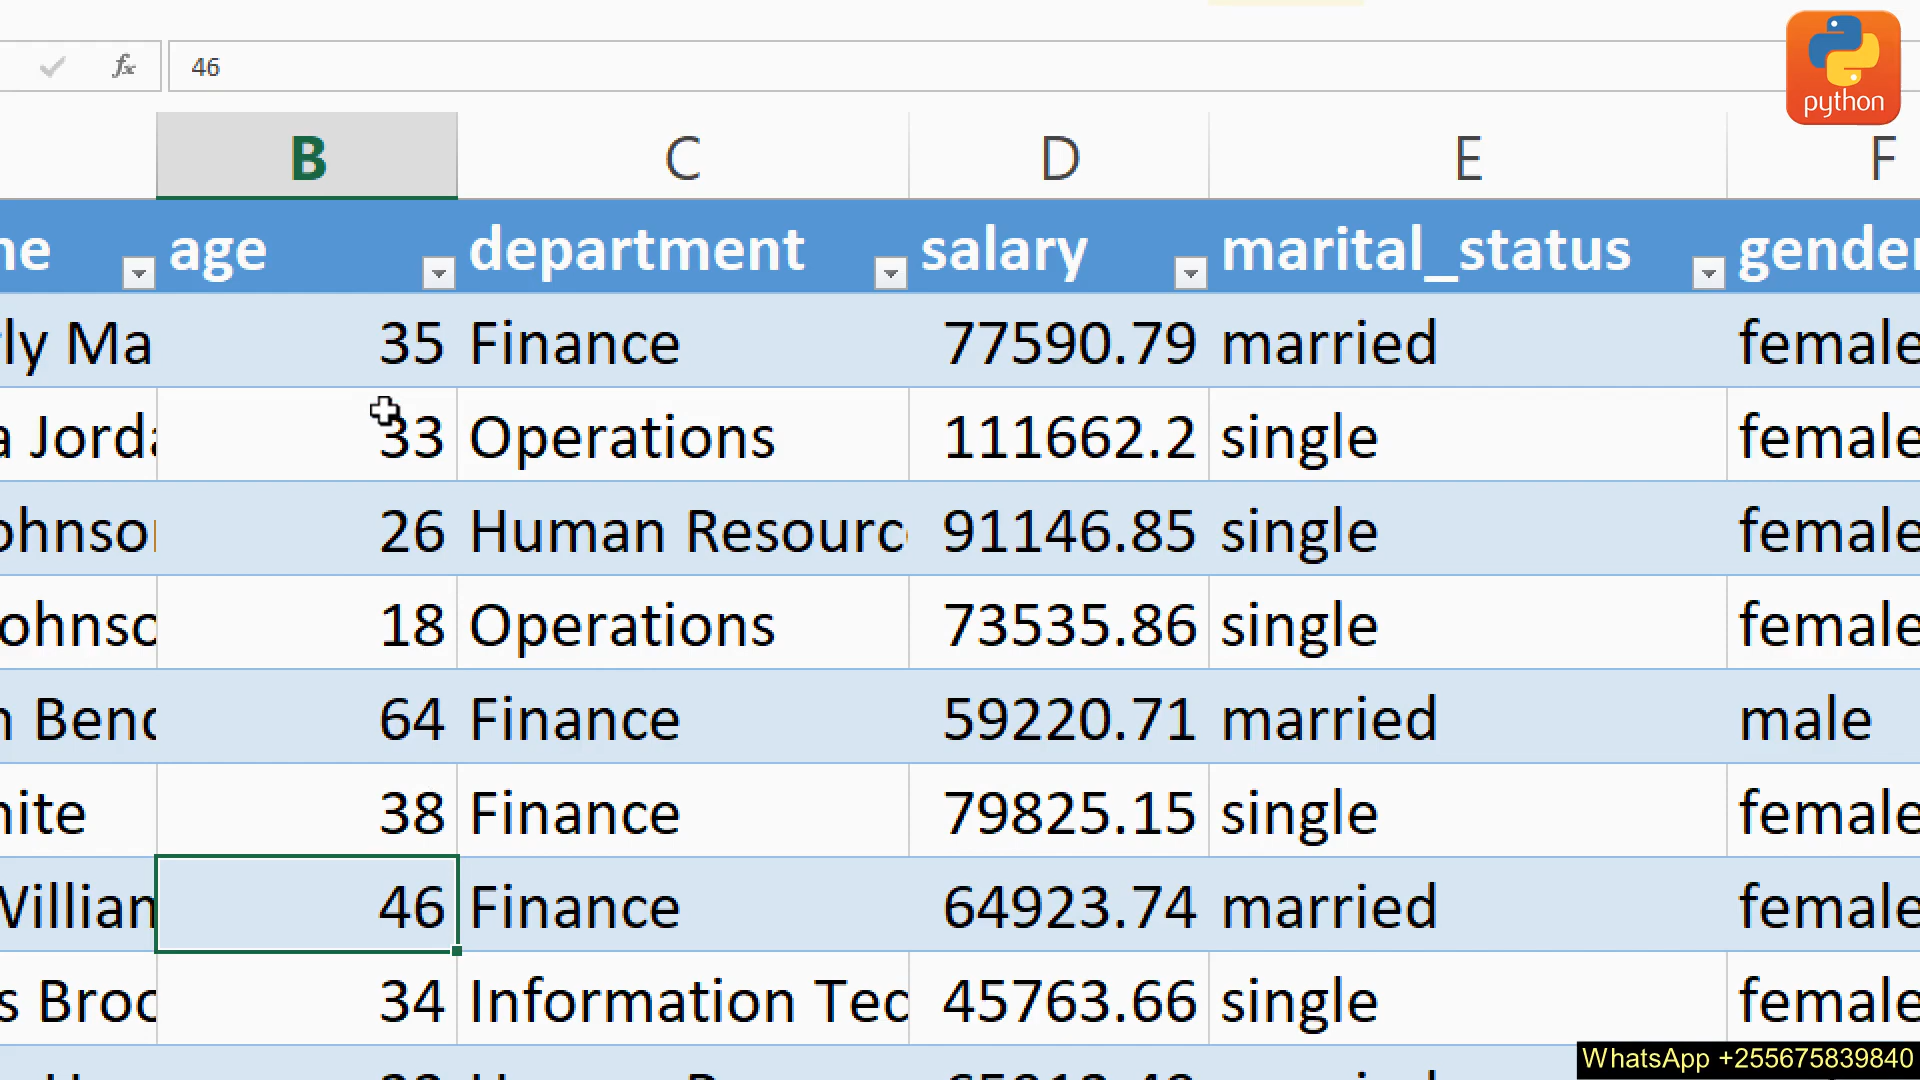 fx 46
python
B C D E F
age department salary marital_status
35 Finance 77590.79 married female
33 Operations 111662.2 single female
26 Human 91146.85 single female
18 Operations 73535.86 single female
64 Finance 59220.71 married male
38 Finance 79825.15 single female
46 Finance 64923.74 married female
34 Information 45763.66 single female
WhatsApp +255675839840